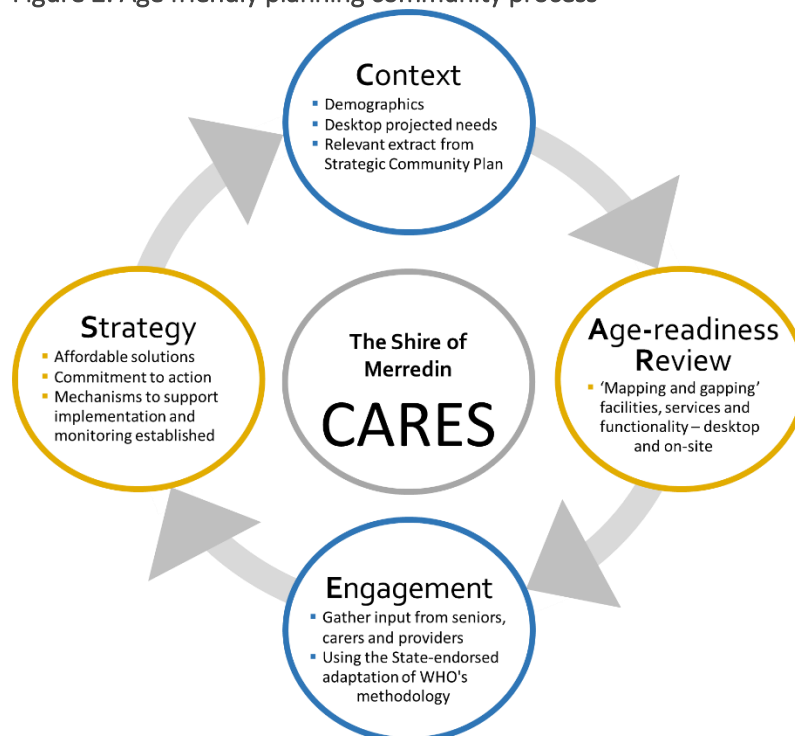 Figure Age friendly planning community process
Context
▪ Demographics
▪ Desktop projected needs
▪ Relevant extract from
Strategic Community Plan
Age-readiness
Review
▪ ‘Mapping and gapping’
facilities, services and
functionality – desktop
and on-site
Engagement
▪ Gather input from seniors,
carers and providers
▪ Using the State-endorsed
adaptation of WHO's
methodology
Strategy
▪ Affordable solutions
▪ Commitment to action
▪ Mechanisms to support
implementation and
monitoring established
The Shire of
Merredin
CARES